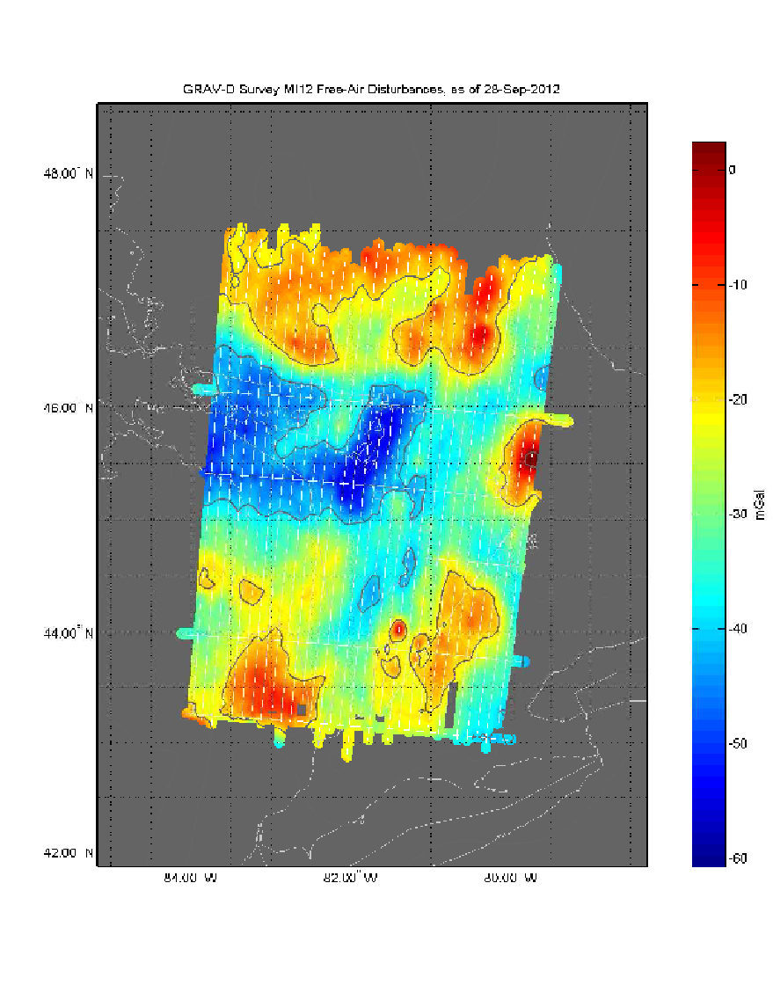 GRAV-D Survey MI12 Free-Air Disturbances, as of 28-Sep-2012
48.00° N
46.00° N
44.00° N
42.00° N
84.00° W
82.00° W
80.00° W
0
-10
-20
-30
-40
-50
-60
mGal